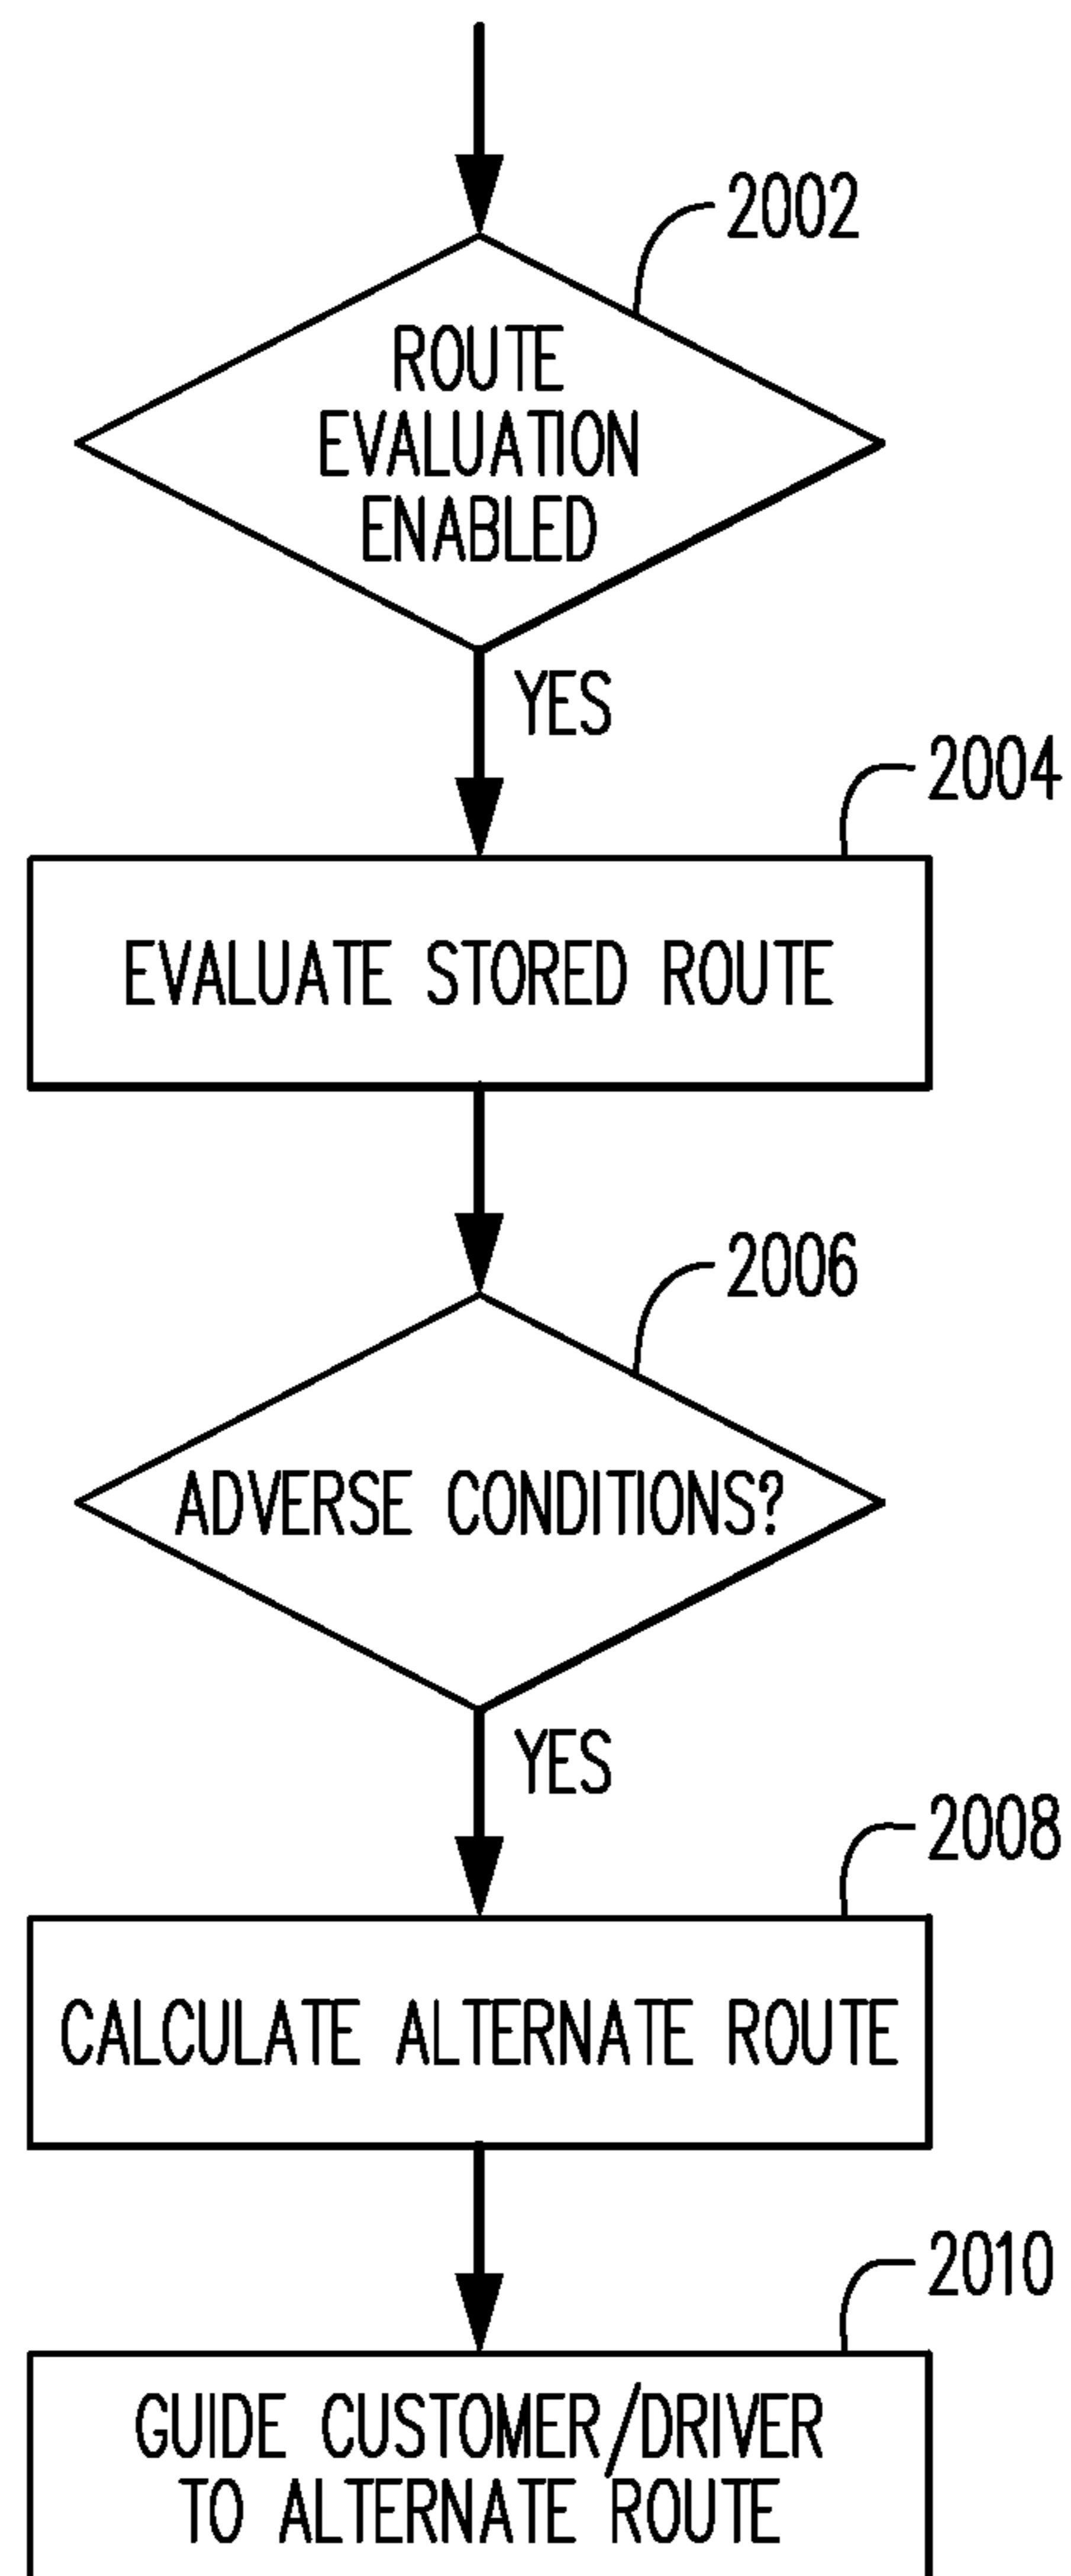 2002
ROUTE
EVALUATION
ENABLED
YES
2004
EVALUATE STORED ROUTE
2006
ADVERSE CONDITIONS?
YES
2008
CALCULATE ALTERNATE ROUTE
2010
GUIDE CUSTOMER/DRIVER
TO ALTERNATE ROUTE